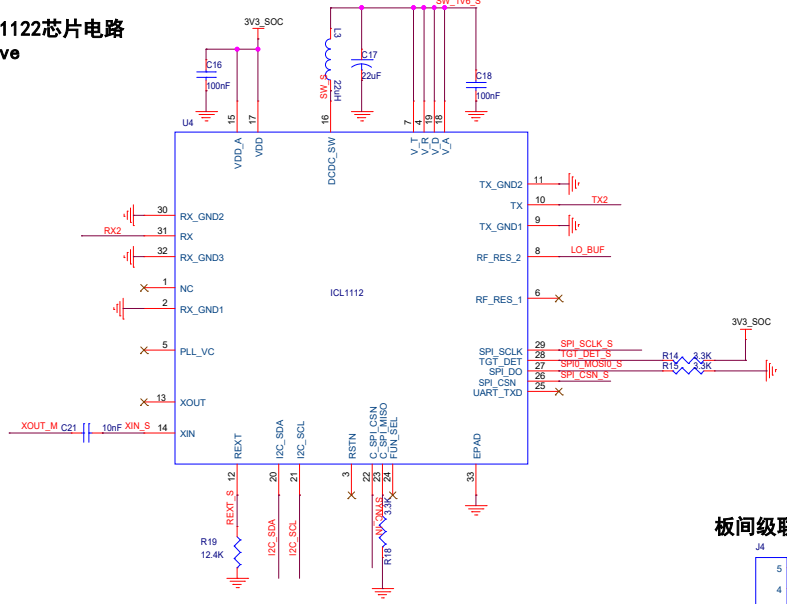 1122芯片电路
ve
3V3_SOC
SW_1V6_S
C16
100nF
L3
22uH
SW_S
C17
22uF
C18
100nF
U4
15
17
16
7
4
19
18
VDD_A
VDD
DCDC_SW
V_T
V_R
V_D
V_A
30
RX_GND2
RX2
31
RX
32
RX_GND3
1
NC
2
RX_GND1
5
PLL_VC
13
XOUT
XOUT_M
C21
10nF
XIN_S
14
XIN
ICL1112
TX_GND2
11
TX
10
TX2
TX_GND1
9
RF_RES_2
8
LO_BUF
RF_RES_1
6
SPI_SCLK
29
SPI_SCLK_S
TGT_DET
28
TGT_DET_S
SPI_DO
27
SPI0_MOSI0_S
SPI_CSN
26
SPI_CSN_S
UART_TXD
25
R14
3.3K
R15
3.3K
3V3_SOC
REXT
I2C_SDA
I2C_SCL
RSTN
C_SPI_CSN
C_SPI_MISO
FUN_SEL
EPAD
12
20
21
3
22
23
24
33
REXT_S
I2C_SDA
I2C_SCL
SYNC_IN
3.3K
R18
R19
12.4K
板间级联
J4
5
4